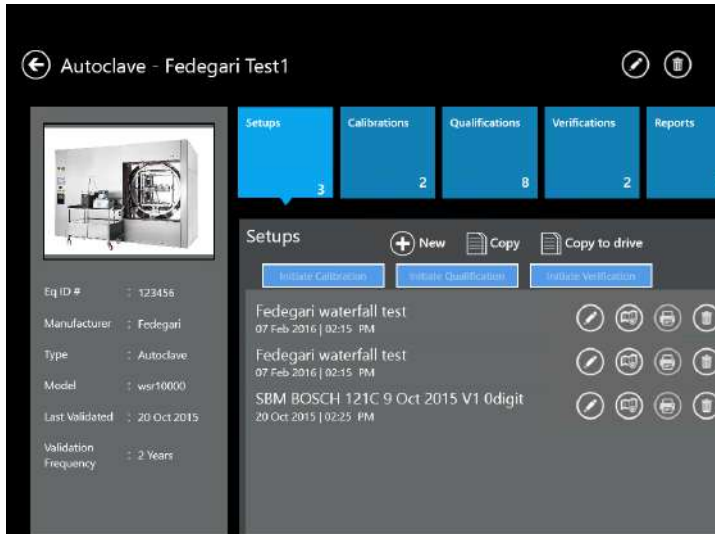 Autoclave - Fedegari Test1
Setups
3
Calibrations
2
Qualifications
8
Verifications
2
Reports
Setups
New
Copy
Copy to drive
Initiate Calibration
Initiate Qualification
Initiate Verification
Eq ID # : 123456
Manufacturer : Fedegari
Type : Autoclave
Model : wsr10000
Last Validated : 20 Oct 2015
Validation
Frequency : 2 Years
Fedegari waterfall test
07 Feb 2016 | 02:15 PM
Fedegari waterfall test
07 Feb 2016 | 02:15 PM
SBM BOSCH 121C 9 Oct 2015 V1 0digit
20 Oct 2015 | 02:25 PM